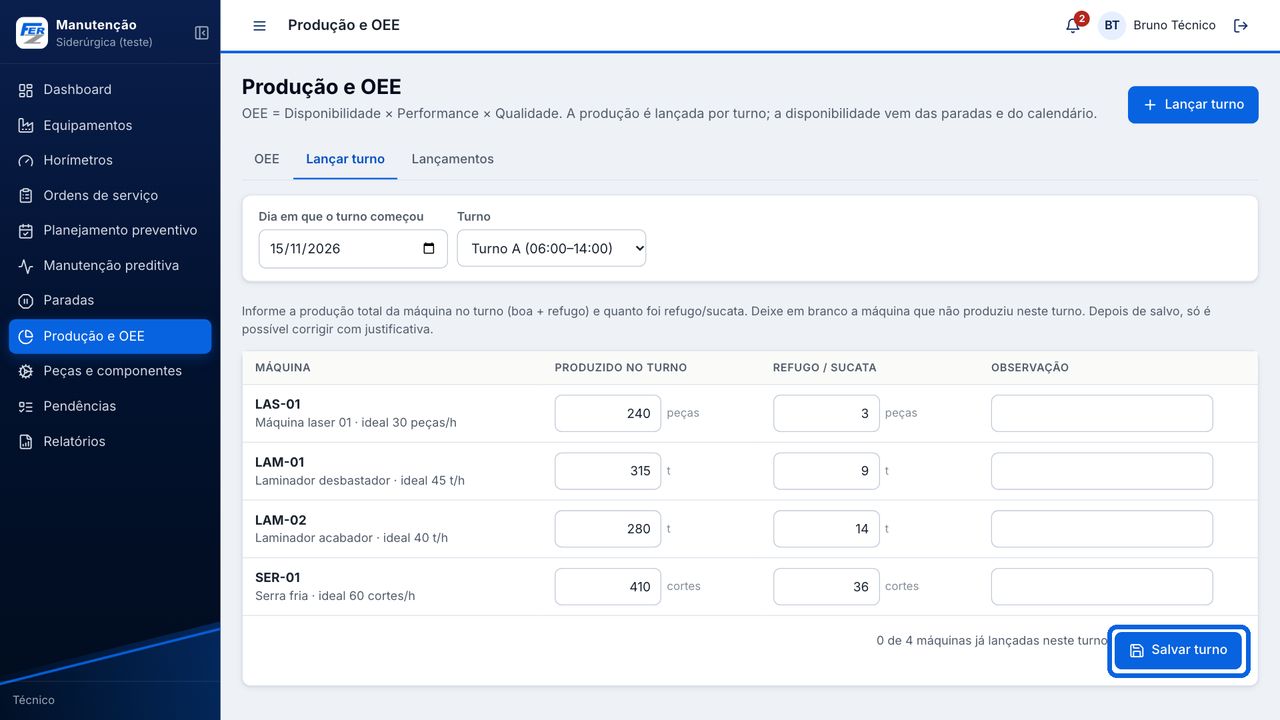 FER
2
Manutenção
Siderúrgica (teste)
Dashboard
Equipamentos
Horímetros
Ordens de serviço
Planejamento preventivo
Manutenção preditiva
Paradas
Produção e OEE
Peças e componentes
Pendências
Relatórios
Técnico
Produção e OEE
2
BT
Bruno Técnico
Produção e OEE
OEE = Disponibilidade × Performance × Qualidade. A produção é lançada por turno; a disponibilidade vem das paradas e do calendário.
Lançar turno
OEE Lançar turno Lançamentos
Dia em que o turno começou Turno
15/11/2026 Turno A (06:00–14:00)
Informe a produção total da máquina no turno (boa + refugo) e quanto foi refugo/sucata. Deixe em branco a máquina que não produziu neste turno. Depois de salvo, só é
possível corrigir com justificativa.
MÁQUINA PRODUZIDO NO TURNO REFUGO / SUCATA OBSERVAÇÃO
LAS-01
Máquina laser 01 · ideal 30 peças/h
240 peças 3 peças
LAM-01
Laminador desbastador · ideal 45 t/h
315 t 9 t
LAM-02
Laminador acabador · ideal 40 t/h
280 t 14 t
SER-01
Serra fria · ideal 60 cortes/h
410 cortes 36 cortes
0 de 4 máquinas já lançadas neste turno
Salvar turno